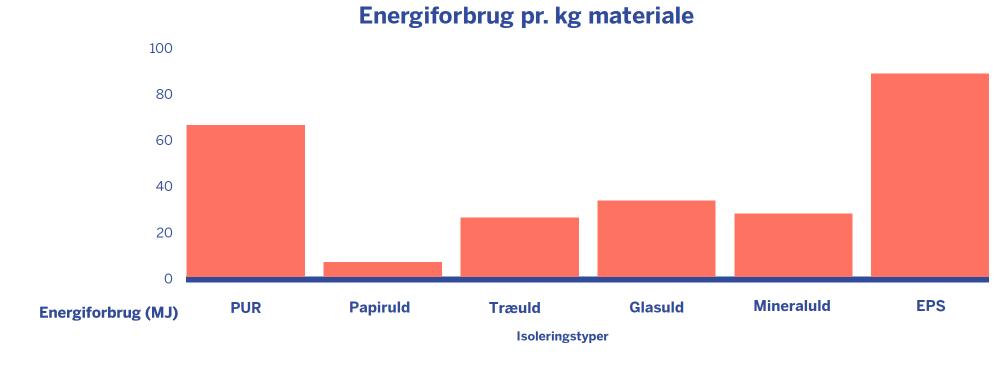 Energiforbrug pr. kg materiale
100
80
60
40
20
0
Energiforbrug (MJ)
PUR
Papiruld
Træuld
Glasuld
Mineraluld
EPS
Isoleringstyper